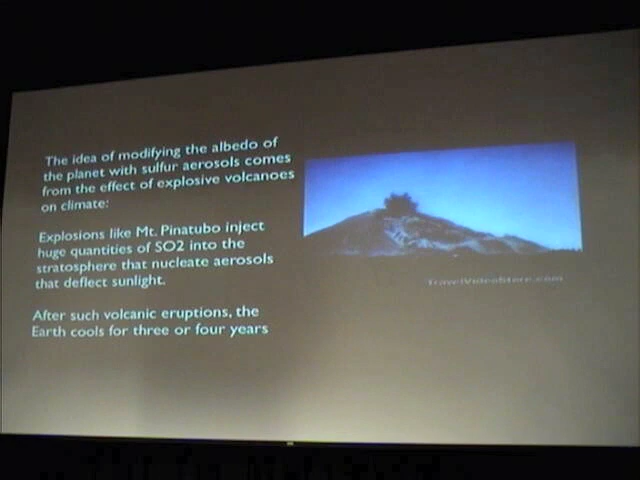 The idea of modifying the albedo of
the planet with sulfur aerosols comes
from the effect of explosive volcanoes
on climate:
Explosions like Mt. Pinatubo inject
huge quantities of SO2 into the
stratosphere that nucleate aerosols
that deflect sunlight.
After such volcanic eruptions, the
Earth cools for three or four years
TravelVideoStore.com